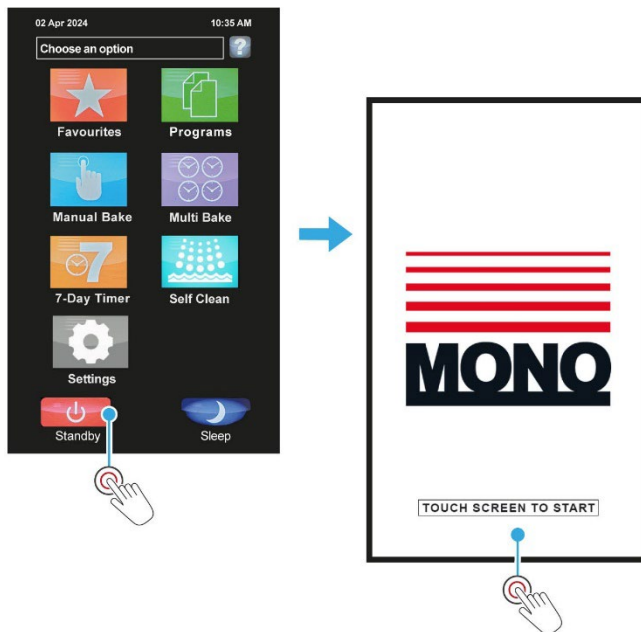 02 Apr 2024 10:35 AM
Choose an option ?
Favourites Programs
Manual Bake Multi Bake
7
7-Day Timer Self Clean
Settings
Standby Sleep
MONO
TOUCH SCREEN TO START